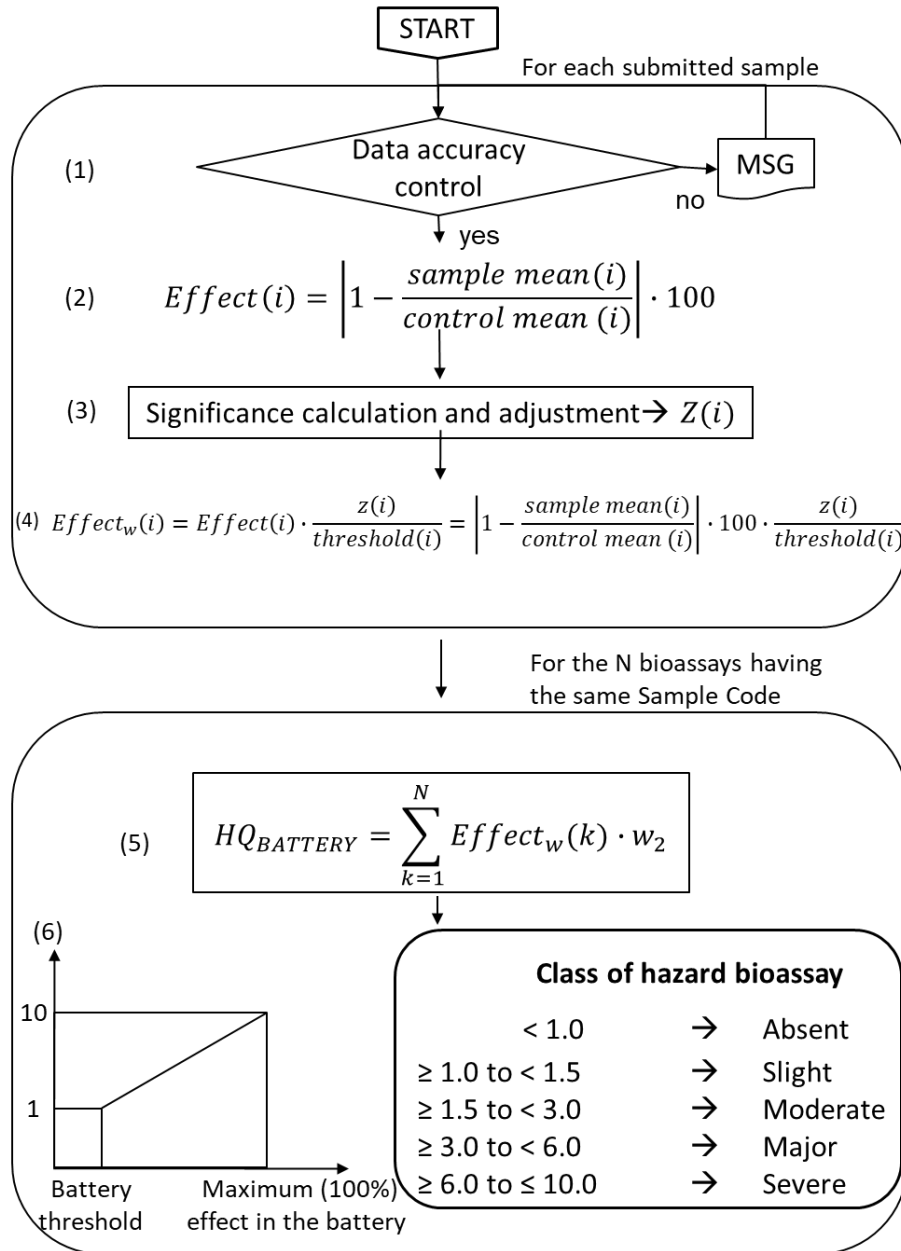 START
For each submitted sample
(1)
Data accuracy
control
MSG
no
yes
(2) Effect(i) = |1 − sample mean(i) / control mean (i)| · 100
(3) Significance calculation and adjustment→ Z(i)
(4) Effect_w(i) = Effect(i) · z(i) / threshold(i) = |1 − sample mean(i) / control mean (i)| · 100 · z(i) / threshold(i)
For the N bioassays having
the same Sample Code
(5) HQ_BATTERY = ∑_{k=1}^{N} Effect_w(k) · w_2
(6)
10
1
Battery
threshold
Maximum (100%)
effect in the battery
Class of hazard bioassay
< 1.0 → Absent
≥ 1.0 to < 1.5 → Slight
≥ 1.5 to < 3.0 → Moderate
≥ 3.0 to < 6.0 → Major
≥ 6.0 to ≤ 10.0 → Severe